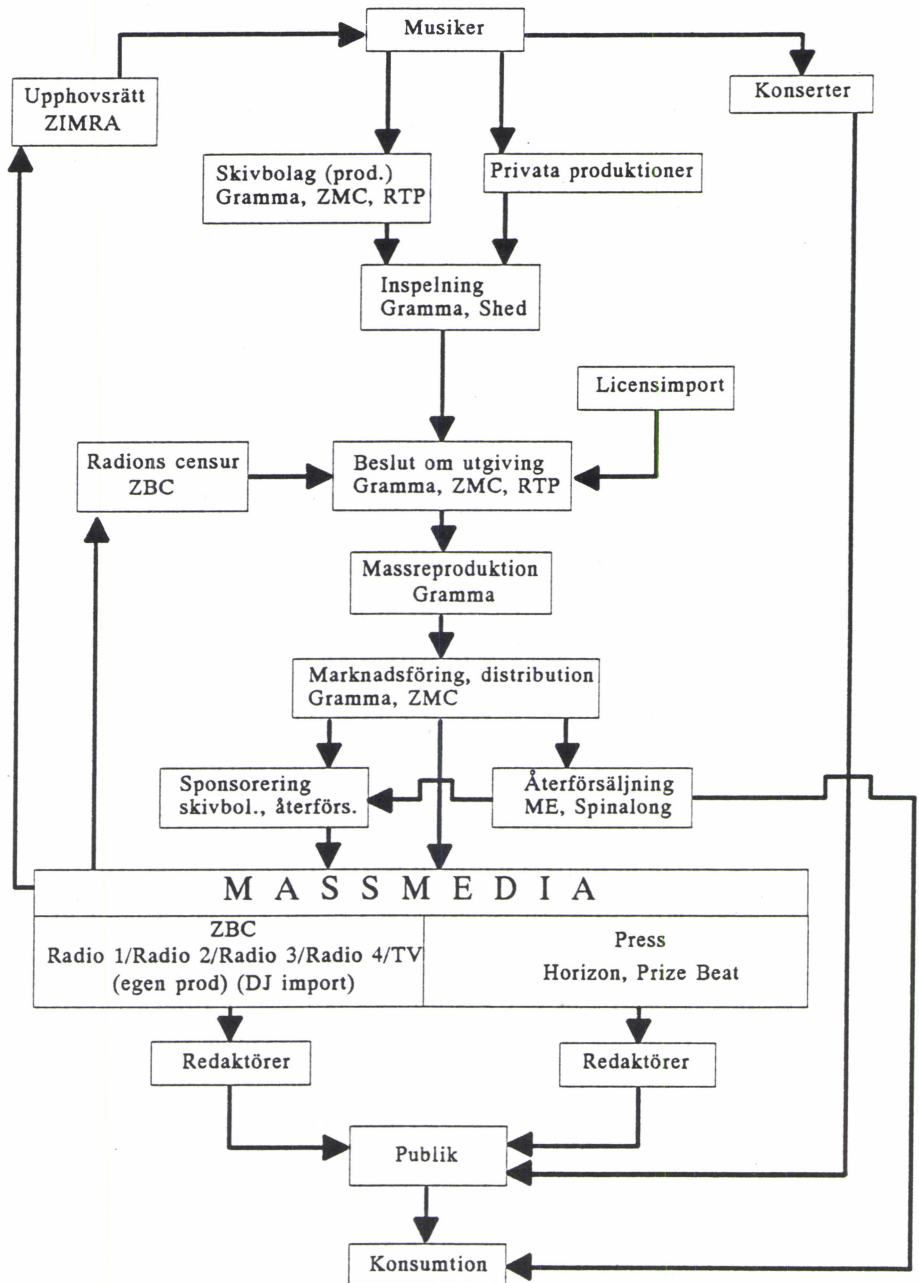 Musiker
Upphovsrätt
ZIMRA
Konserter
Skivbolag (prod.)
Gramma, ZMC, RTP
Privata produktioner
Inspelning
Gramma, Shed
Licensimport
Radions censur
ZBC
Beslut om utgiving
Gramma, ZMC, RTP
Massreproduktion
Gramma
Marknadsföring, distribution
Gramma, ZMC
Sponsorering
skivbol., återförs.
Återförsäljning
ME, Spinalong
MASSMEDIA
ZBC
Radio 1/Radio 2/Radio 3/Radio 4/TV
(egen prod) (DJ import)
Press
Horizon, Prize Beat
Redaktörer
Redaktörer
Publik
Konsumtion